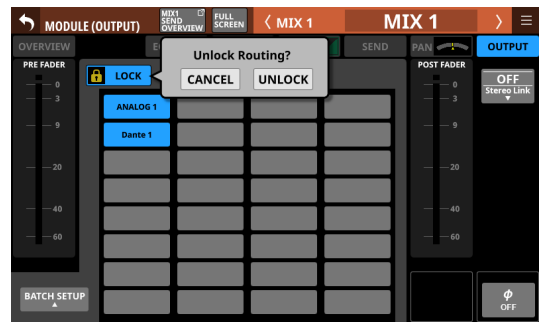 MODULE (OUTPUT)
MIX1
SEND
OVERVIEW
FULL
SCREEN
MIX 1
MIX 1
OVERVIEW
E
SEND
PAN
OUTPUT
Unlock Routing?
CANCEL
UNLOCK
LOCK
PRE FADER
0
3
9
20
40
60
ANALOG 1
Dante 1
POST FADER
0
3
9
20
40
60
OFF
Stereo Link
BATCH SETUP
ϕ
OFF